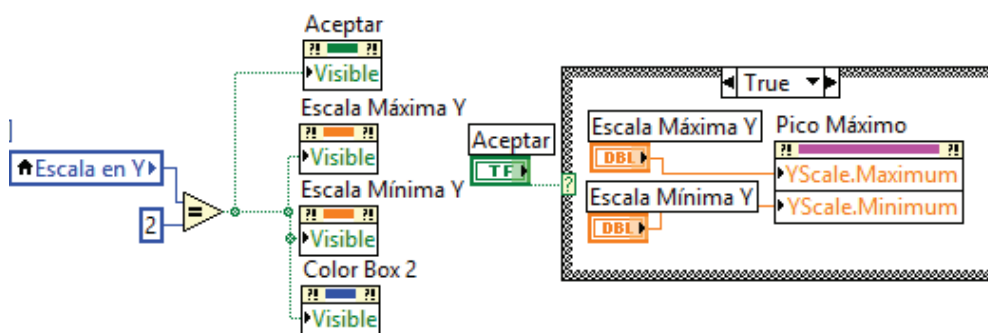 Aceptar
Visible
Escala Máxima Y
Visible
Escala Mínima Y
Visible
Color Box 2
Visible
Escala en Y
2
=
Aceptar
TF
?
True
Escala Máxima Y
DBL
Escala Mínima Y
DBL
Pico Máximo
?! ?!
YScale.Maximum
YScale.Minimum